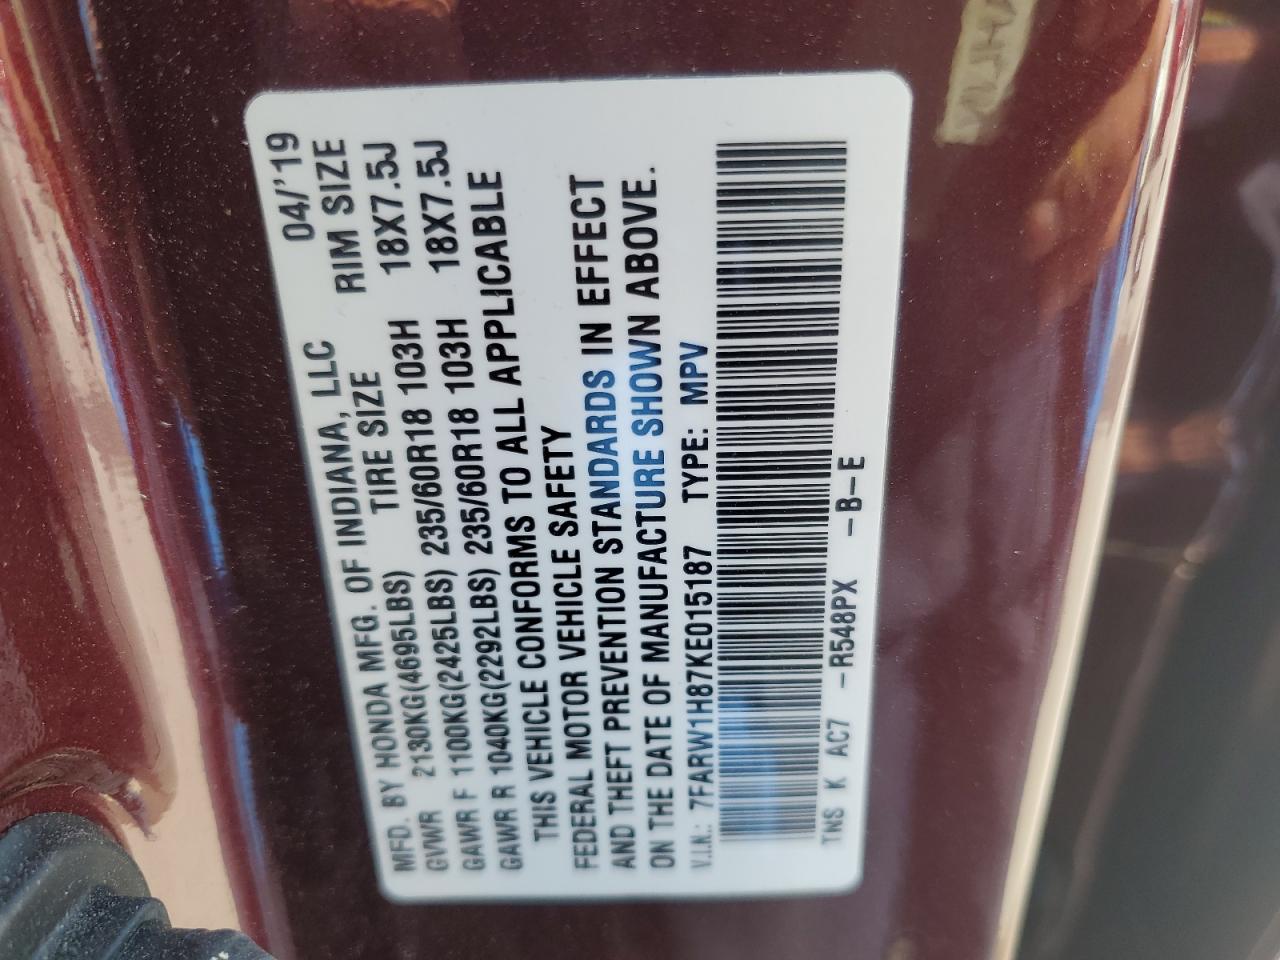 MFD. BY HONDA MFG. OF INDIANA, LLC 04/'19
TIRE SIZE RIM SIZE
GVWR 2130KG(4695LBS)
GAWR F 1100KG(2425LBS) 235/60R18 103H 18X7.5J
GAWR R 1040KG(2292LBS) 235/60R18 103H 18X7.5J
THIS VEHICLE CONFORMS TO ALL APPLICABLE
FEDERAL MOTOR VEHICLE SAFETY
AND THEFT PREVENTION STANDARDS IN EFFECT
ON THE DATE OF MANUFACTURE SHOWN ABOVE.
V.I.N.: 7FARW1H87KE015187 TYPE: MPV
TNS K AC7 -R548PX -B-E